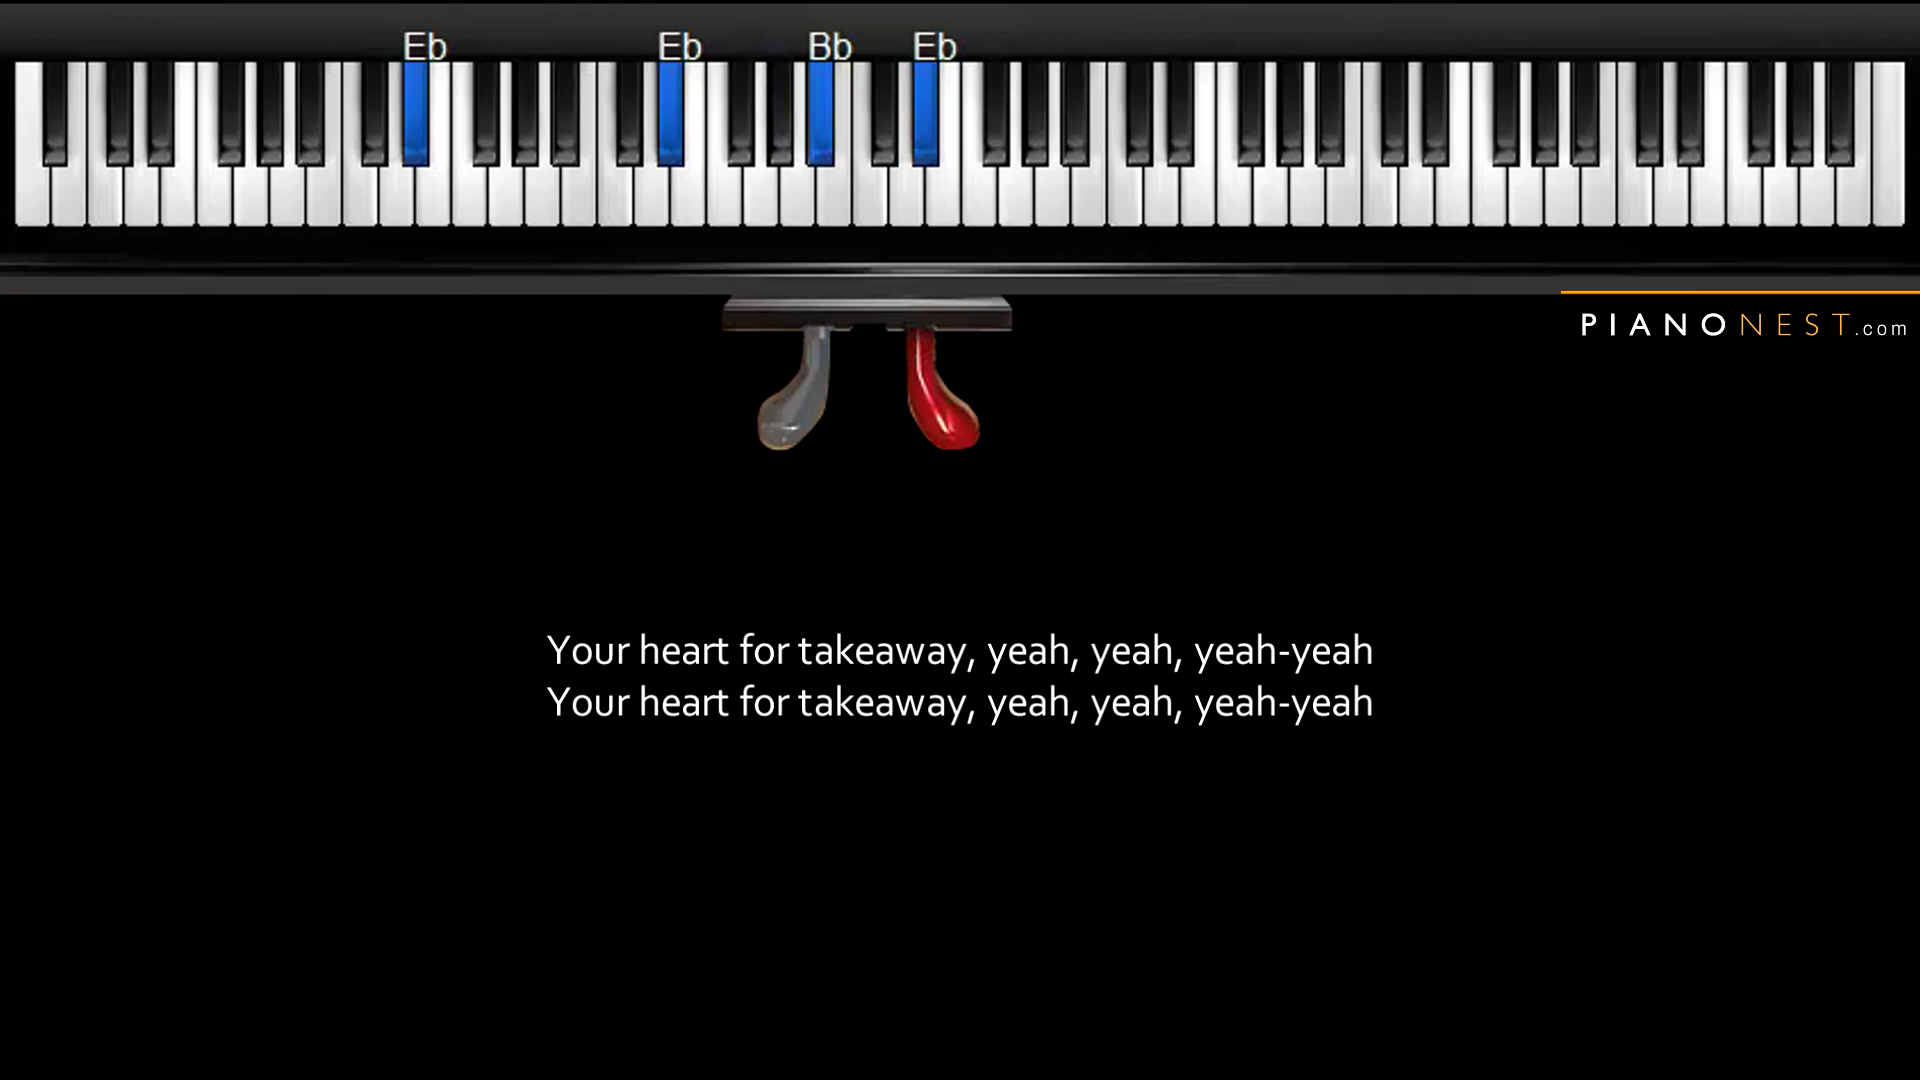 Eb Eb Bb Eb
PIANONEST.com
Your heart for takeaway, yeah, yeah, yeah-yeah
Your heart for takeaway, yeah, yeah, yeah-yeah